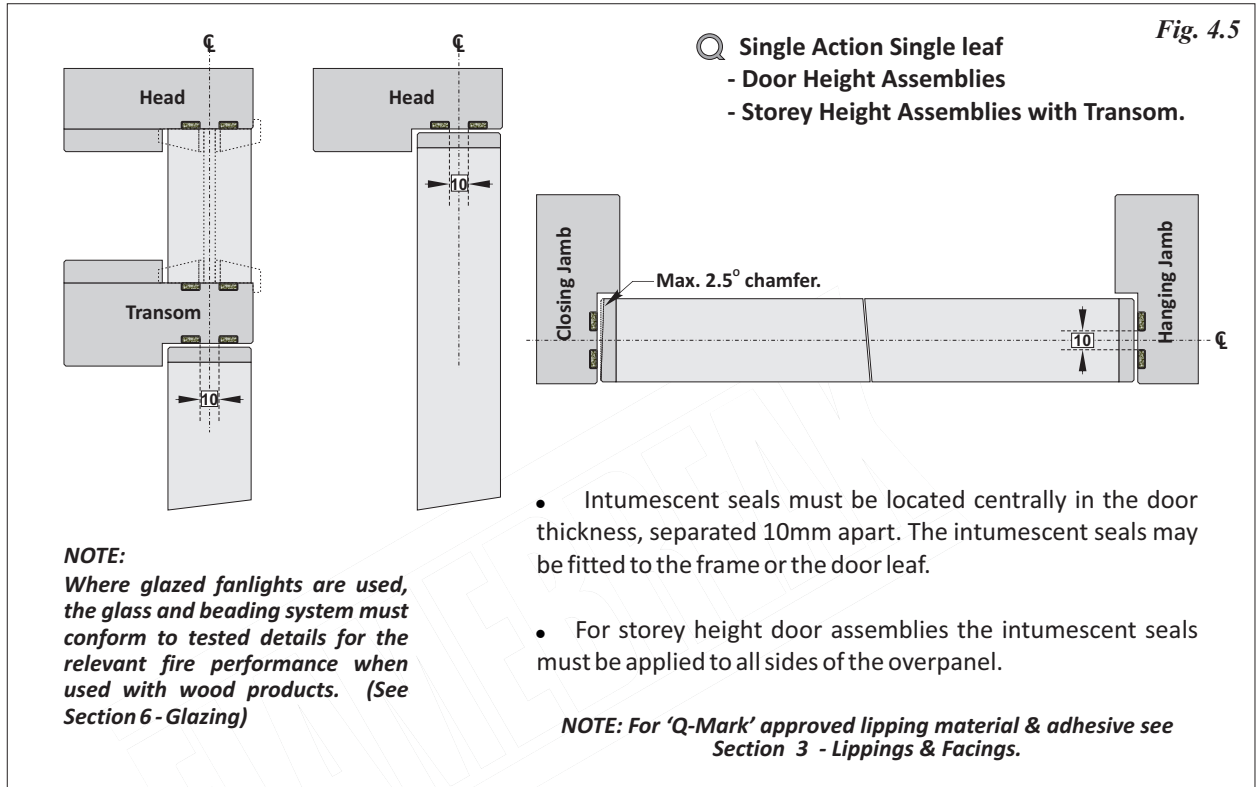 Fig. 4.5
Single Action Single leaf
- Door Height Assemblies
- Storey Height Assemblies with Transom.
℄
℄
Head
Head
10
Transom
10
Closing Jamb
Max. 2.5° chamfer.
10
Hanging Jamb
℄
NOTE:
Where glazed fanlights are used,
the glass and beading system must
conform to tested details for the
relevant fire performance when
used with wood products. (See
Section 6 - Glazing)
• Intumescent seals must be located centrally in the door
thickness, separated 10mm apart. The intumescent seals may
be fitted to the frame or the door leaf.
• For storey height door assemblies the intumescent seals
must be applied to all sides of the overpanel.
NOTE: For ‘Q-Mark’ approved lipping material & adhesive see
Section 3 - Lippings & Facings.